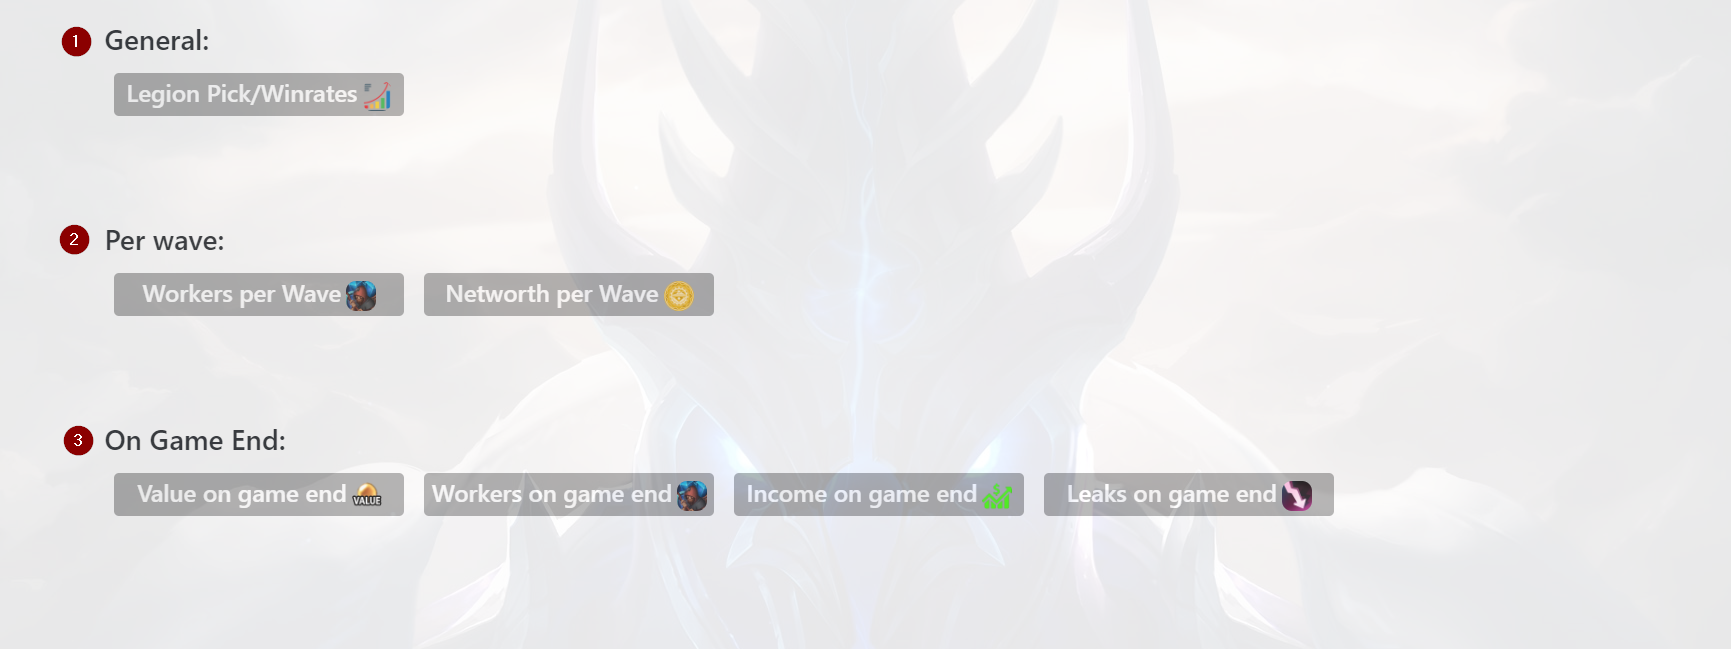 1 General:
Legion Pick/Winrates
2 Per wave:
Workers per Wave Networth per Wave
3 On Game End:
Value on game end VALUE Workers on game end Income on game end Leaks on game end